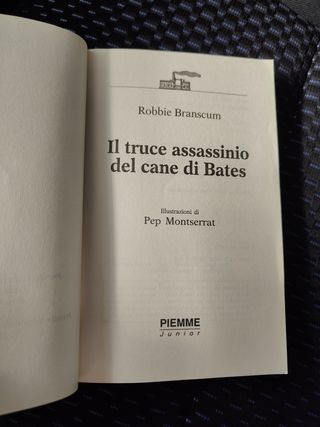 Robbie Branscum
Il truce assassinio
del cane di Bates
Illustrazioni di
Pep Montserrat
PIEMME
Junior